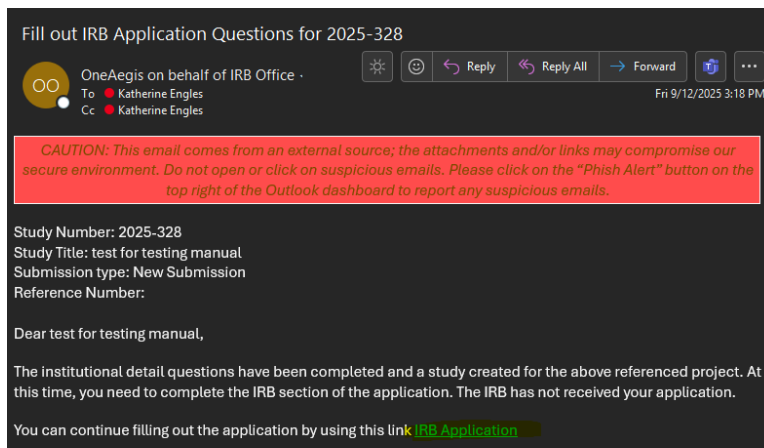 Fill out IRB Application Questions for 2025-328
OO
OneAegis on behalf of IRB Office ·
Reply
Reply All
Forward
To Katherine Engles
Cc Katherine Engles
Fri 9/12/2025 3:18 PM
CAUTION: This email comes from an external source; the attachments and/or links may compromise our
secure environment. Do not open or click on suspicious emails. Please click on the “Phish Alert” button on the
top right of the Outlook dashboard to report any suspicious emails.
Study Number: 2025-328
Study Title: test for testing manual
Submission type: New Submission
Reference Number:
Dear test for testing manual,
The institutional detail questions have been completed and a study created for the above referenced project. At
this time, you need to complete the IRB section of the application. The IRB has not received your application.
You can continue filling out the application by using this link IRB Application